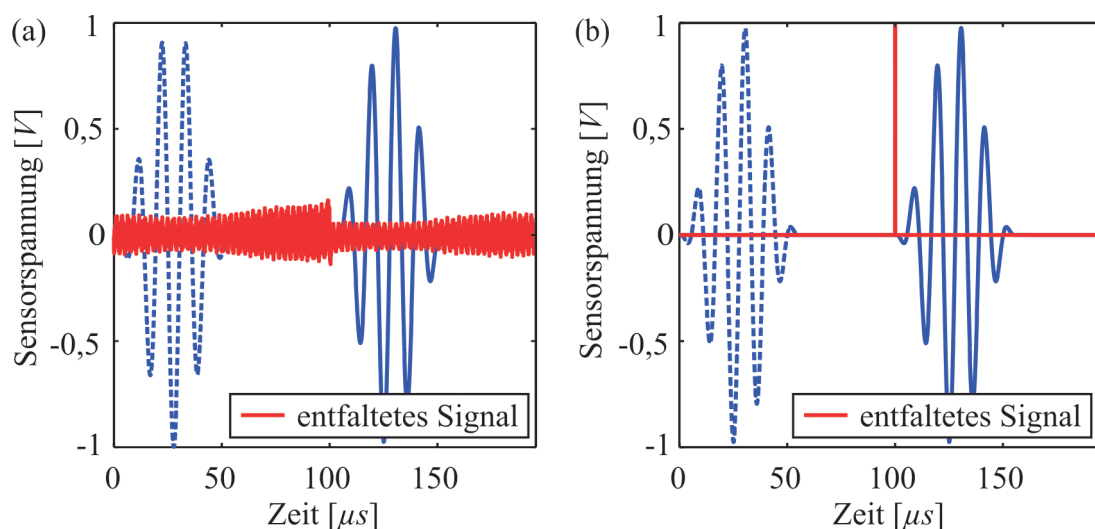 (a)
Sensorspannung [V]
1
0,5
0
-0,5
-1
0
50
100
150
Zeit [µs]
entfaltetes Signal
(b)
Sensorspannung [V]
1
0,5
0
-0,5
-1
0
50
100
150
Zeit [µs]
entfaltetes Signal